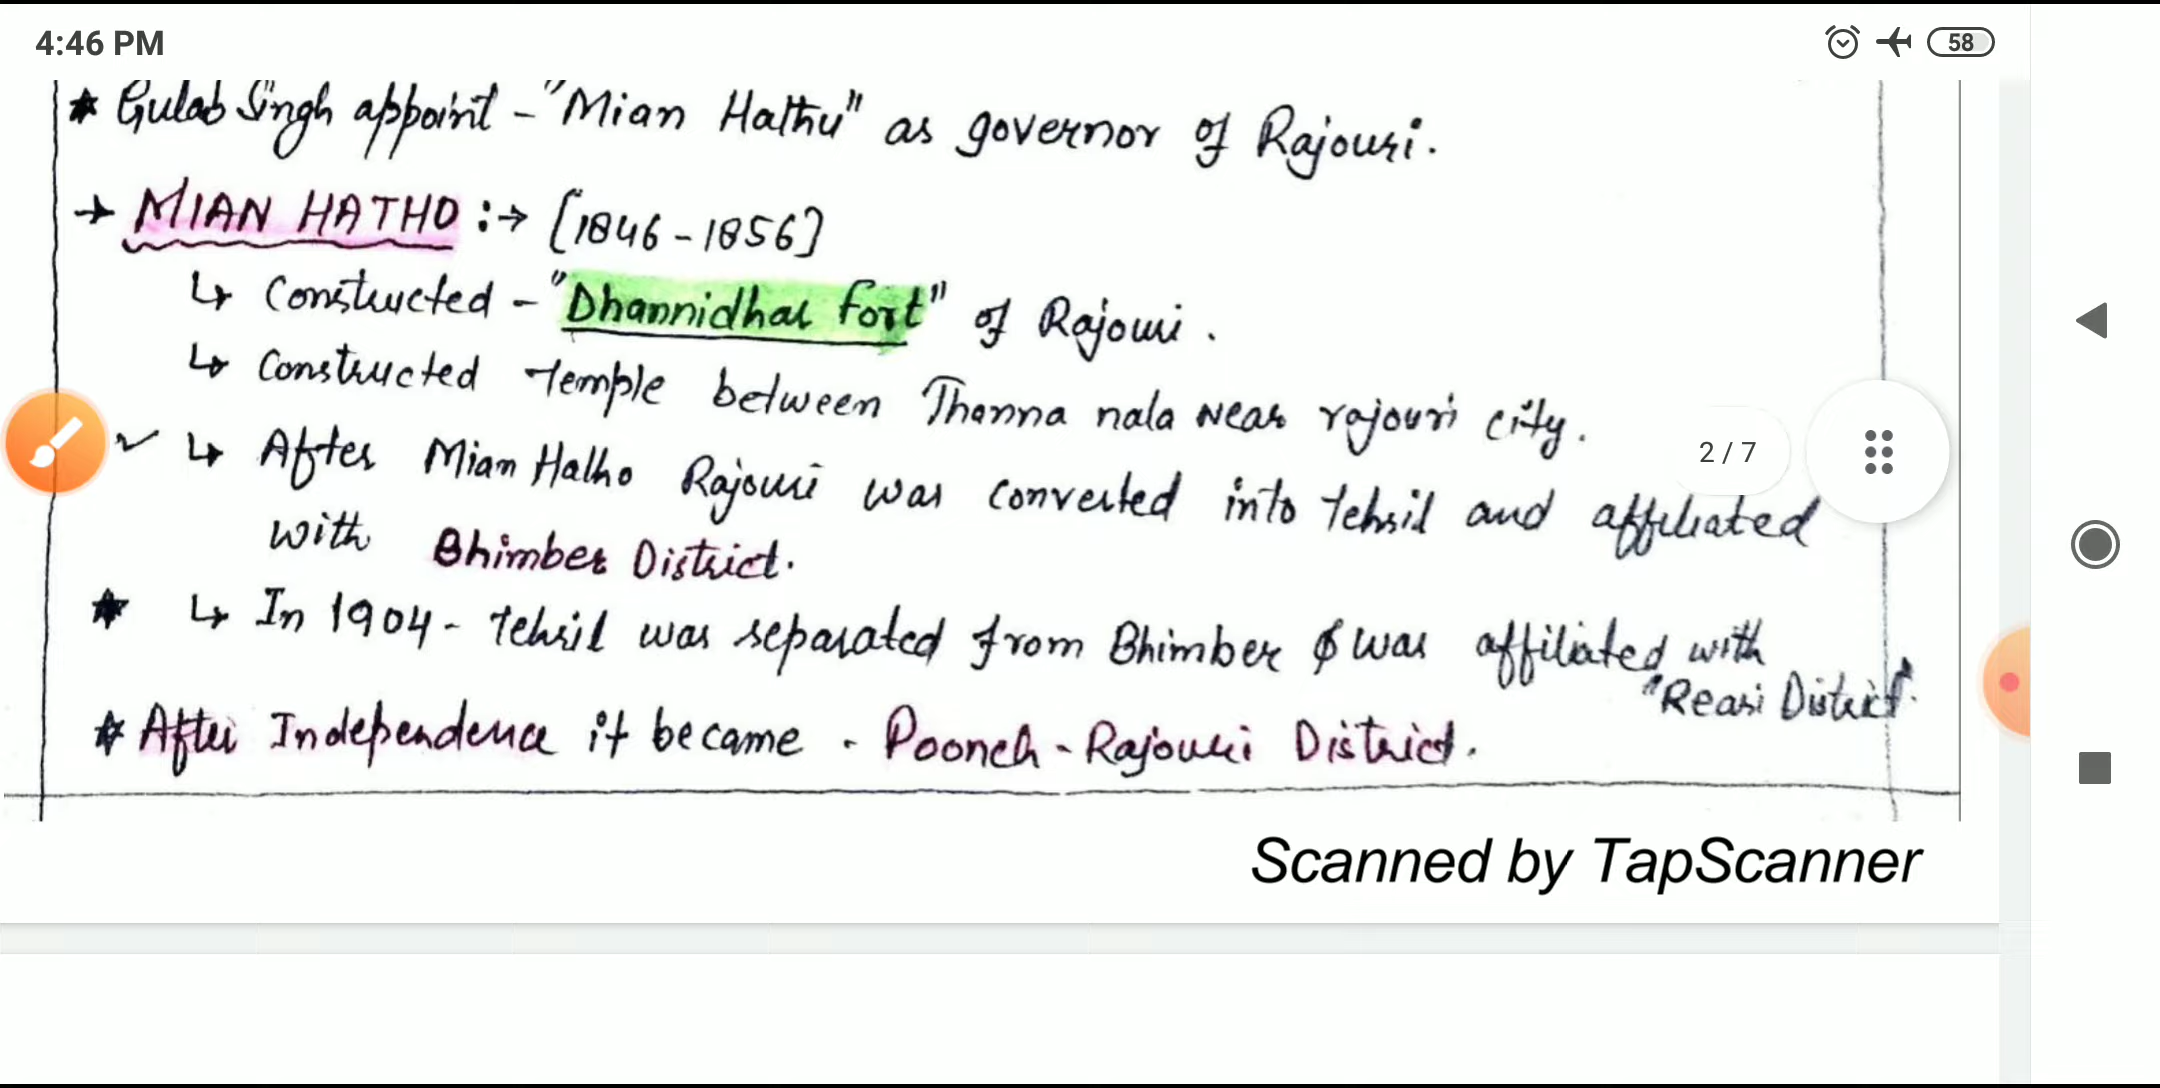 4:46 PM
58
★ Gulab Singh appoint - "Mian Hathu" as governor of Rajouri.
→ MIAN HATHO :→ [1846 - 1856]
↳ Constructed - "Dhannidhar fort" of Rajouri.
↳ Constructed temple between Thanna nala near rajouri city.
2 / 7
✓ ↳ After Mian Hatho Rajouri was converted into tehsil and affiliated
with Bhimber District.
★ ↳ In 1904 - tehsil was separated from Bhimber & was affiliated with
"Reasi District".
★ After Independence it became - Poonch - Rajouri District.
Scanned by TapScanner